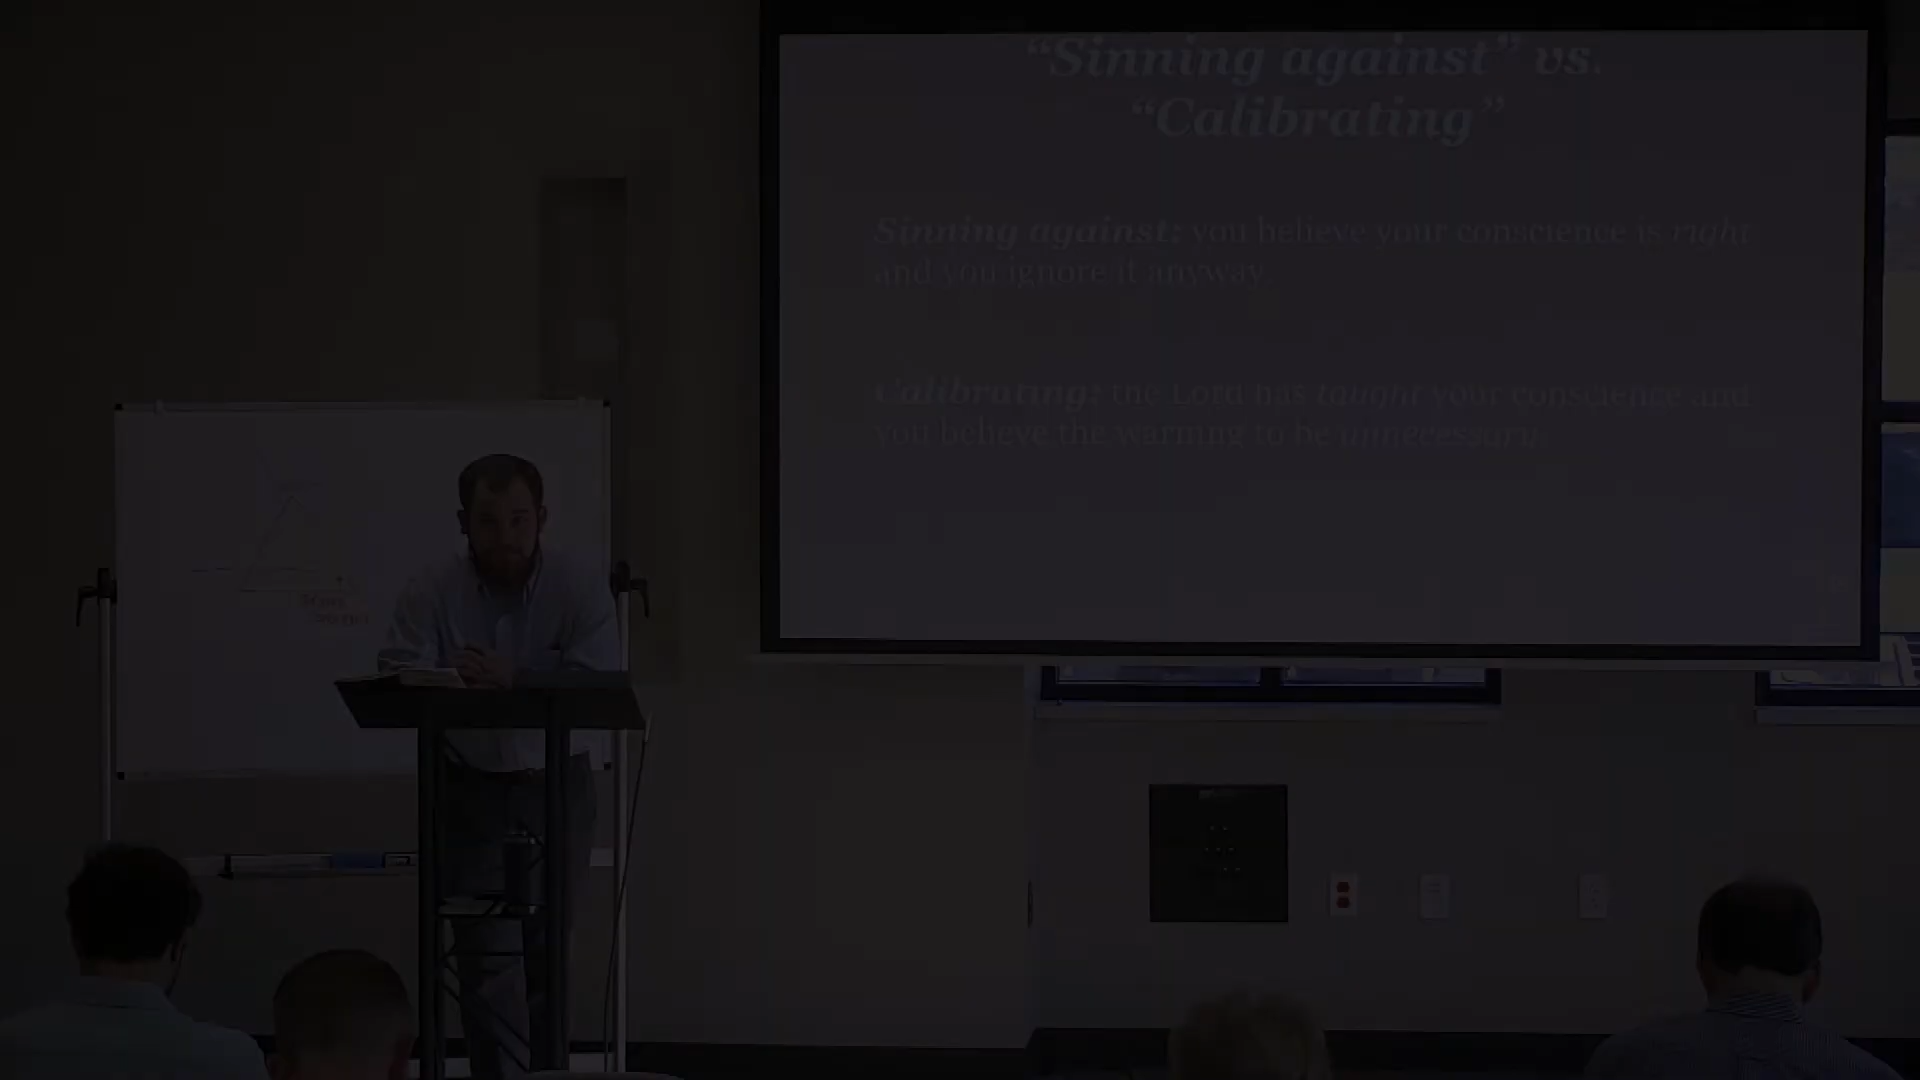 “Sinning against” vs.
“Calibrating”
Sinning against: you believe your conscience is right
and you ignore it anyway.
Calibrating: the Lord has taught your conscience and
you believe the warning to be unnecessary.